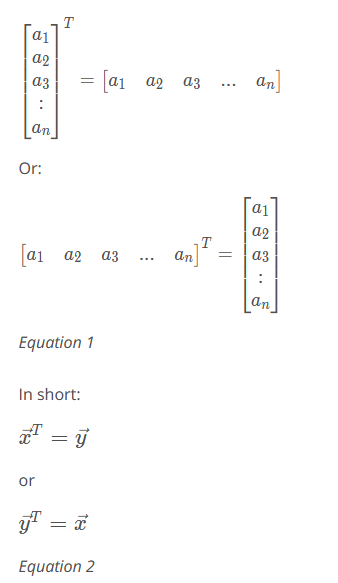 [a₁ a₂ a₃ : aₙ]ᵀ = [a₁ a₂ a₃ ... aₙ]
Or:
[a₁ a₂ a₃ ... aₙ]ᵀ = [a₁ a₂ a₃ : aₙ]
Equation 1
In short:
x⃗ᵀ = y⃗
or
y⃗ᵀ = x⃗
Equation 2